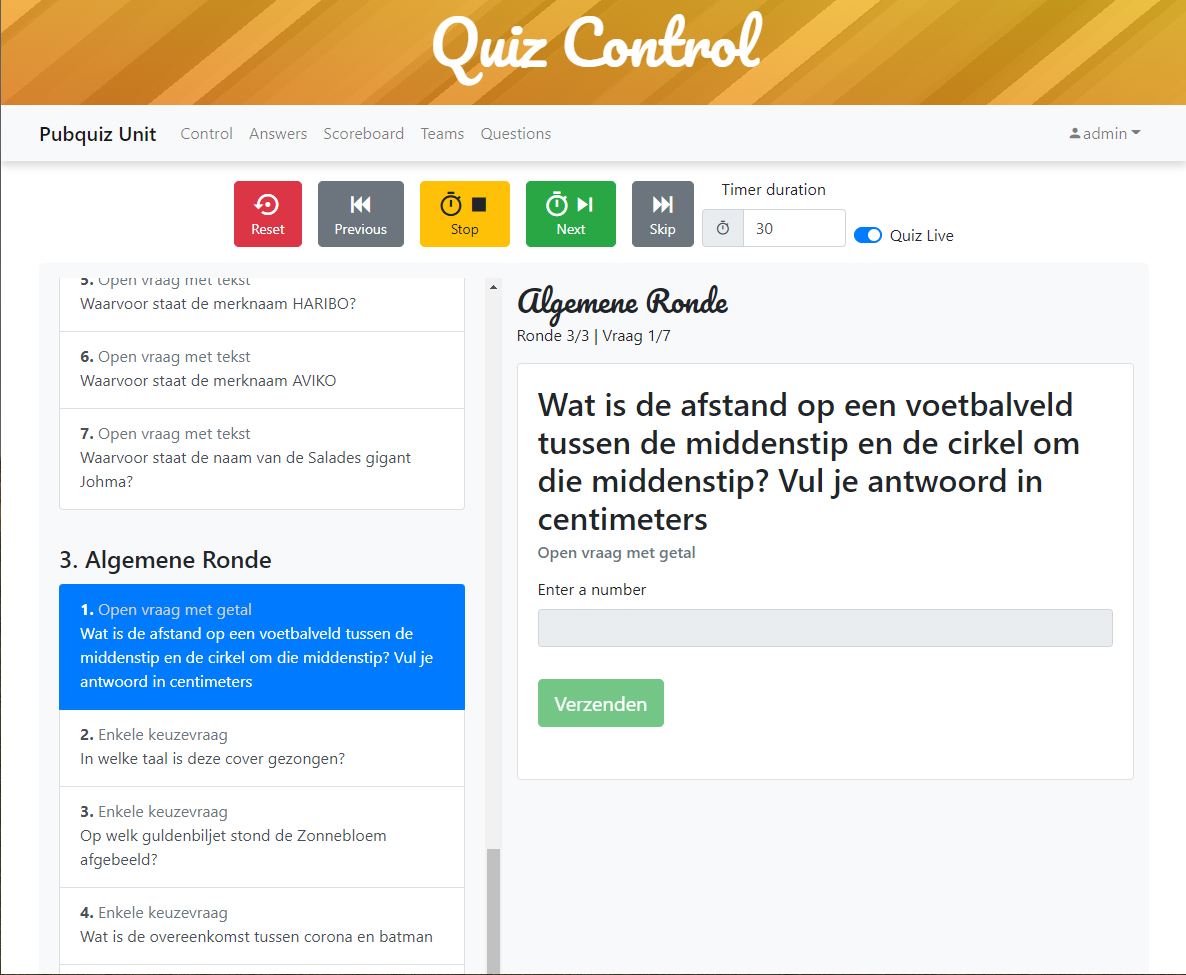 Quiz Control
Pubquiz Unit Control Answers Scoreboard Teams Questions admin
Reset Previous Stop Next Skip
Timer duration
30
Quiz Live
5. Open vraag met tekst
Waarvoor staat de merknaam HARIBO?
6. Open vraag met tekst
Waarvoor staat de merknaam AVIKO
7. Open vraag met tekst
Waarvoor staat de naam van de Salades gigant
Johma?
3. Algemene Ronde
1. Open vraag met getal
Wat is de afstand op een voetbalveld tussen de
middenstip en de cirkel om die middenstip? Vul je
antwoord in centimeters
2. Enkele keuzevraag
In welke taal is deze cover gezongen?
3. Enkele keuzevraag
Op welk guldenbiljet stond de Zonnebloem
afgebeeld?
4. Enkele keuzevraag
Wat is de overeenkomst tussen corona en batman
Algemene Ronde
Ronde 3/3 | Vraag 1/7
Wat is de afstand op een voetbalveld
tussen de middenstip en de cirkel om
die middenstip? Vul je antwoord in
centimeters
Open vraag met getal
Enter a number
Verzenden